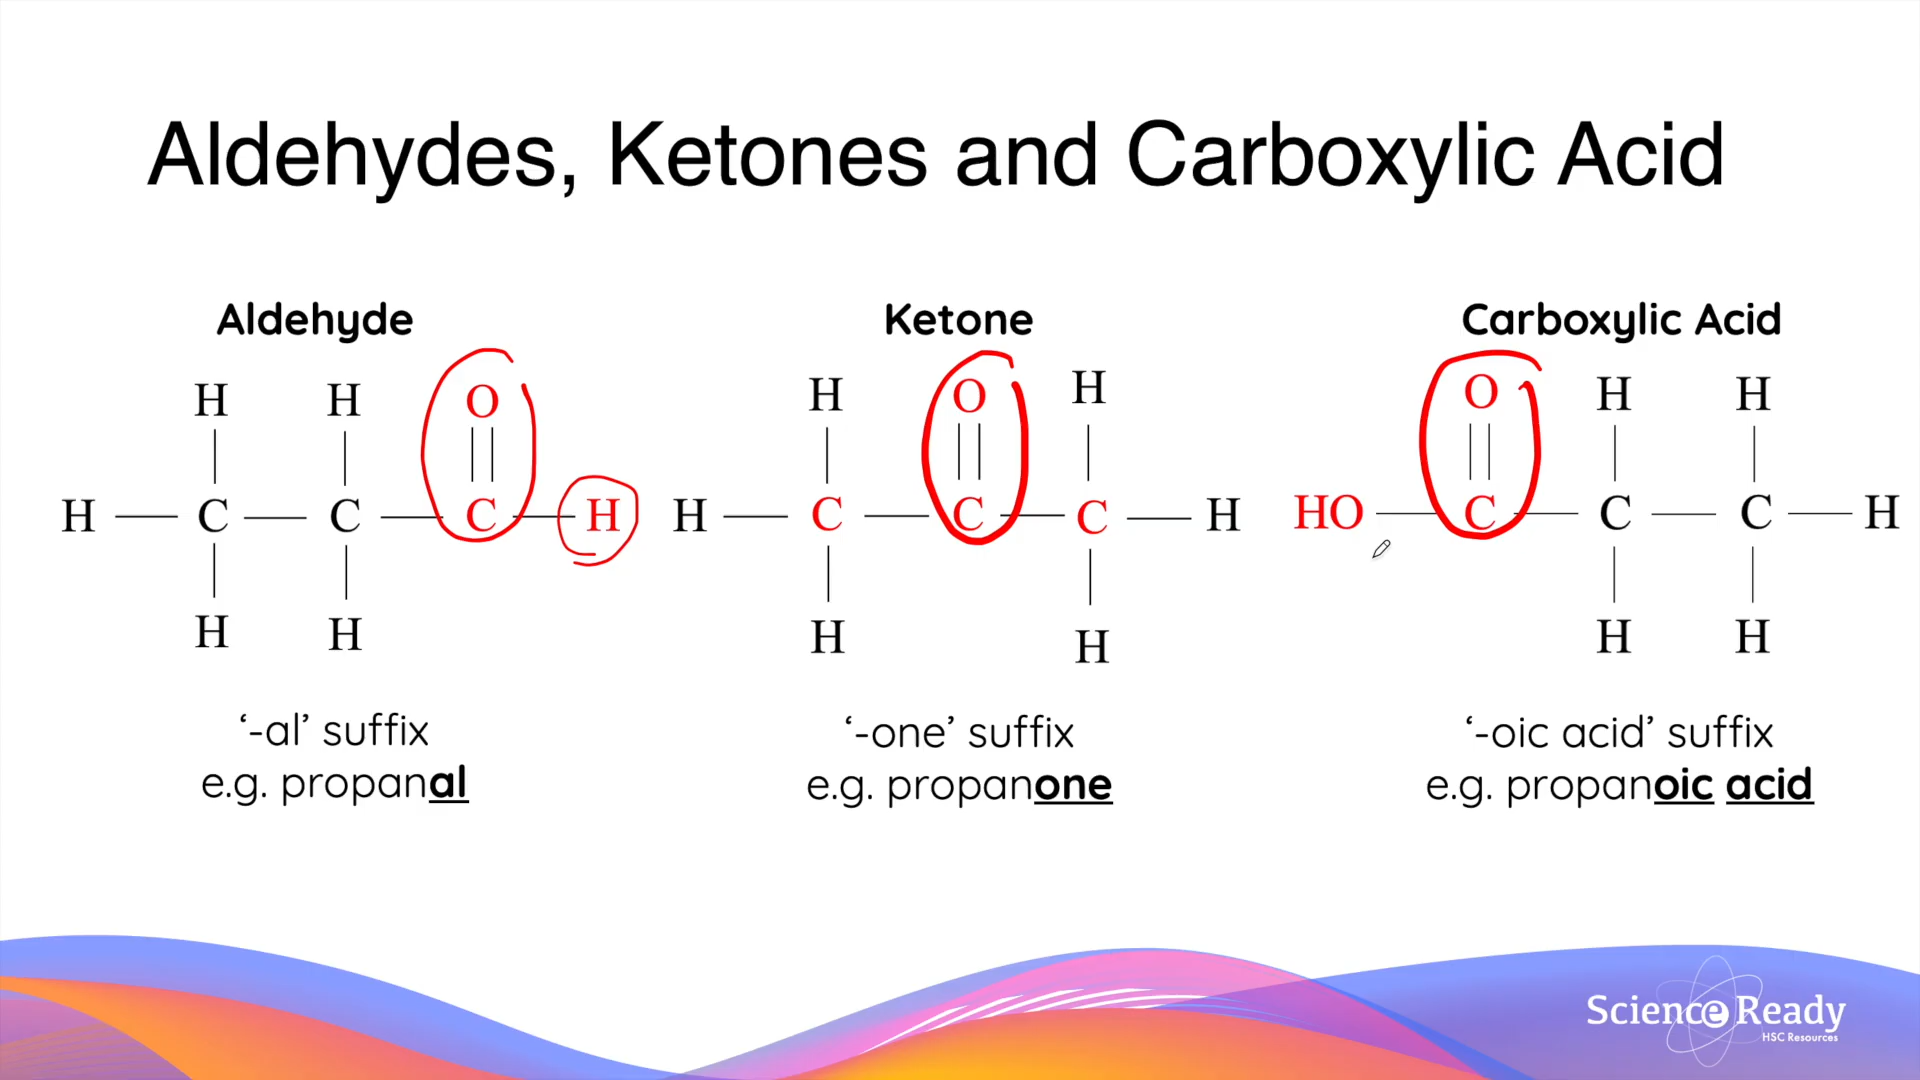 Aldehydes, Ketones and Carboxylic Acid
Aldehyde
H H O
H C C C H
H H
'-al' suffix
e.g. propanal
Ketone
H O H
H C C C H
H H
'-one' suffix
e.g. propanone
Carboxylic Acid
O H H
HO C C C H
H H
'-oic acid' suffix
e.g. propanoic acid
Science Ready
HSC Resources